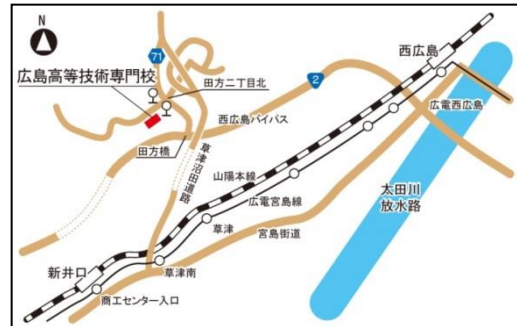 N
71
広島高等技術専門校
田方二丁目北
西広島
2
広電西広島
西広島バイパス
田方橋
草津沼田道路
山陽本線
広電宮島線
太田川
放水路
草津
宮島街道
新井口
草津南
商工センター入口